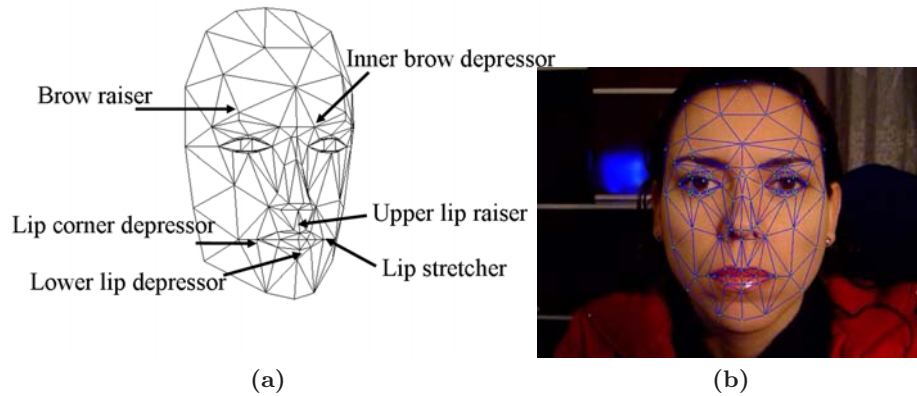 Inner brow depressor
Brow raiser
Upper lip raiser
Lip corner depressor
Lip stretcher
Lower lip depressor
(a)
(b)